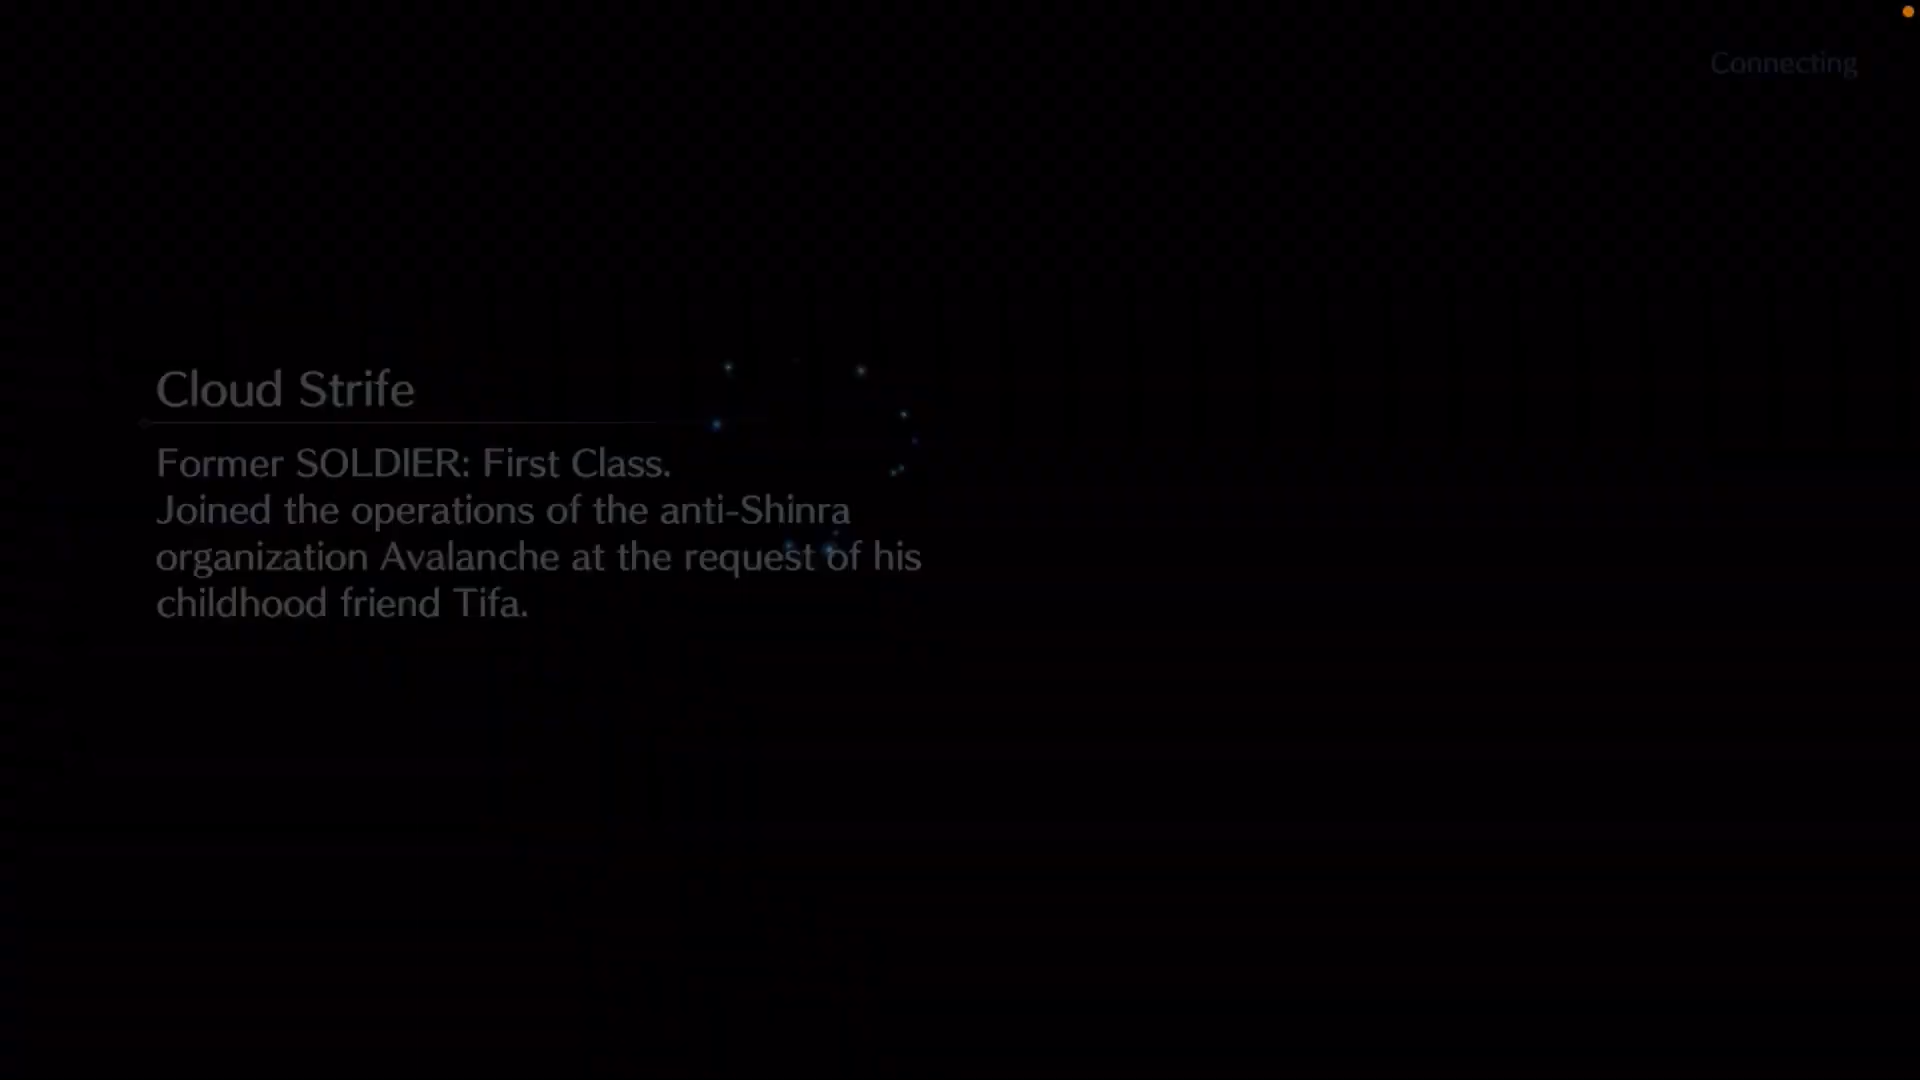 Connecting
Cloud Strife
Former SOLDIER: First Class.
Joined the operations of the anti-Shinra
organization Avalanche at the request of his
childhood friend Tifa.